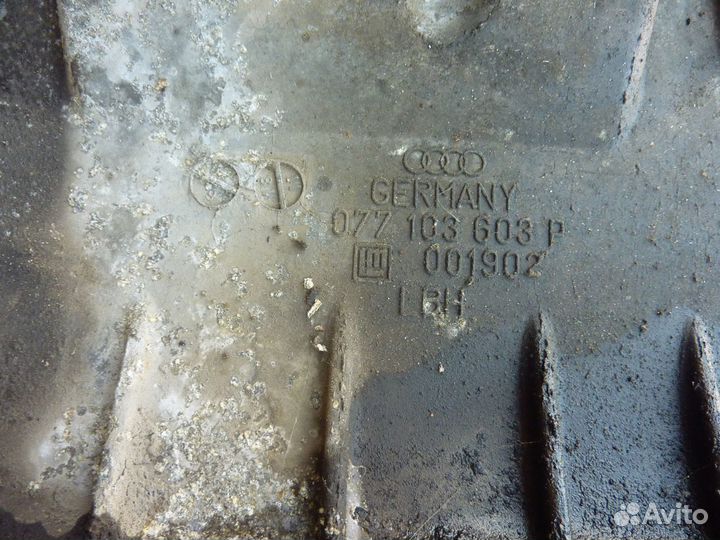 GERMANY
077 103 603 P
001902
LBH
Avito